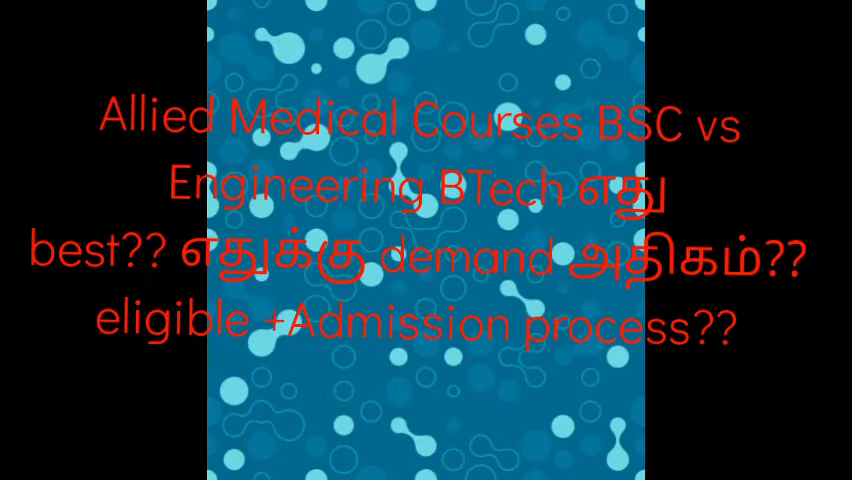 Allied Medical Courses BSC vs
Engineering BTech எது
best?? எதுக்கு demand அதிகம்??
eligible +Admission process??